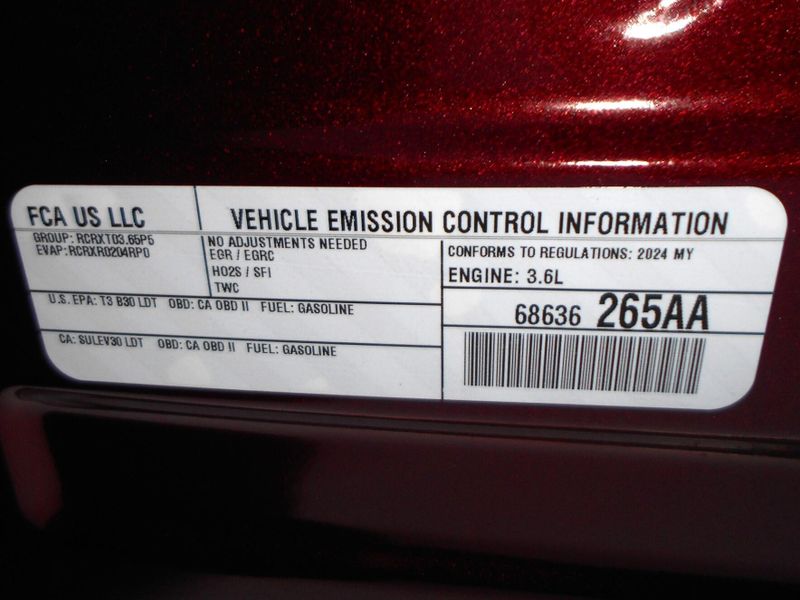 FCA US LLC
VEHICLE EMISSION CONTROL INFORMATION
GROUP: RCRXT03.65P5
EVAP: RCRXR0204RP0
NO ADJUSTMENTS NEEDED
EGR / EGRC
HO2S / SFI
TWC
CONFORMS TO REGULATIONS: 2024 MY
ENGINE: 3.6L
U.S. EPA: T3 B30 LDT OBD: CA OBD II FUEL: GASOLINE
CA: SULEV30 LDT OBD: CA OBD II FUEL: GASOLINE
68636 265AA